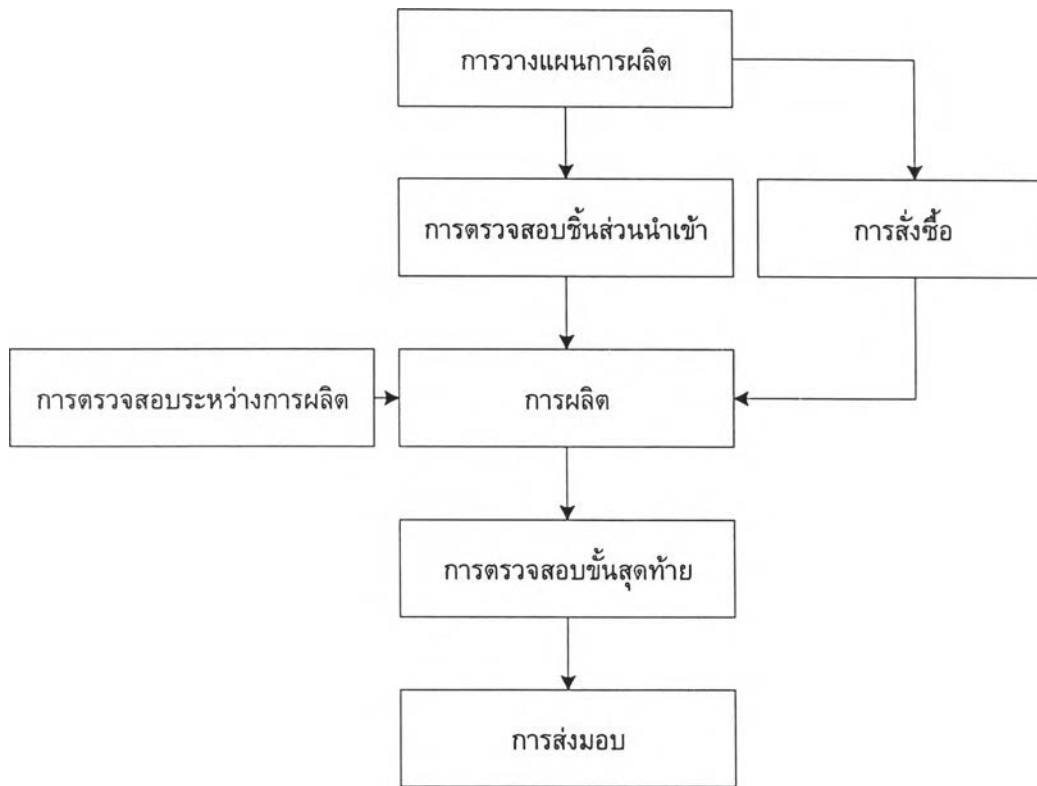 การวางแผนการผลิต
การตรวจสอบชิ้นส่วนนำเข้า
การสั่งซื้อ
การตรวจสอบระหว่างการผลิต
การผลิต
การตรวจสอบขั้นสุดท้าย
การส่งมอบ